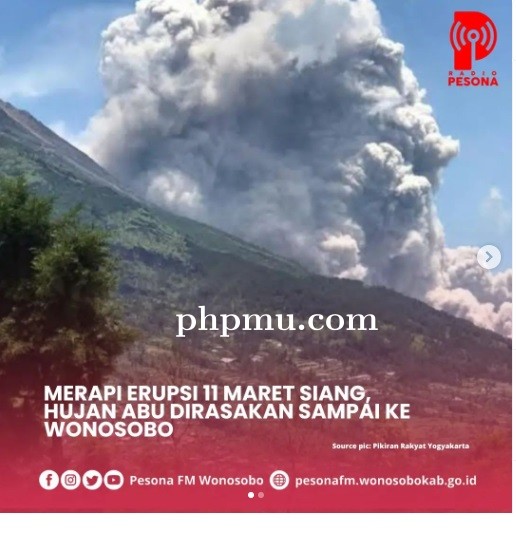 RADIO
PESONA
phpmu.com
MERAPI ERUPSI 11 MARET SIANG,
HUJAN ABU DIRASAKAN SAMPAI KE
WONOSOBO
Source pic: Pikiran Rakyat Yogyakarta
Pesona FM Wonosobo pesonafm.wonosobokab.go.id